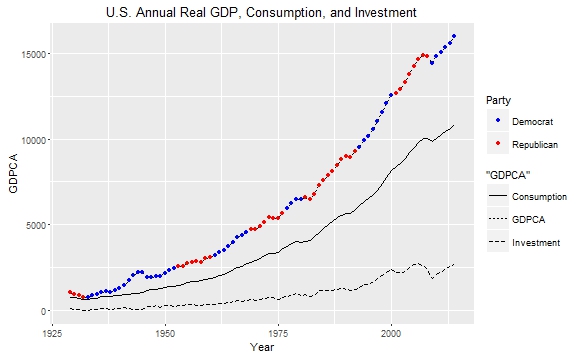 U.S. Annual Real GDP, Consumption, and Investment
15000
10000
5000
0
GDPCA
1925
1950
1975
2000
Year
Party
Democrat
Republican
"GDPCA"
Consumption
GDPCA
Investment